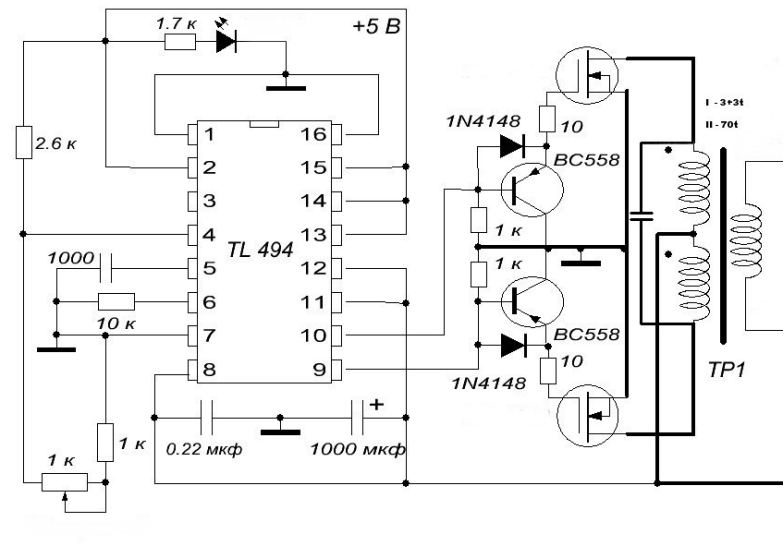 1.7 к
+5 В
I - 3+3t
II - 70t
1N4148
10
BC558
2.6 к
1 16
2 15
3 14
4 13
TL 494
1 к
1000
5 12
1 к
6 11
10 к
7 10
BC558
8 9
10
1N4148
TP1
+
1 к
0.22 мкф
1000 мкф
1 к